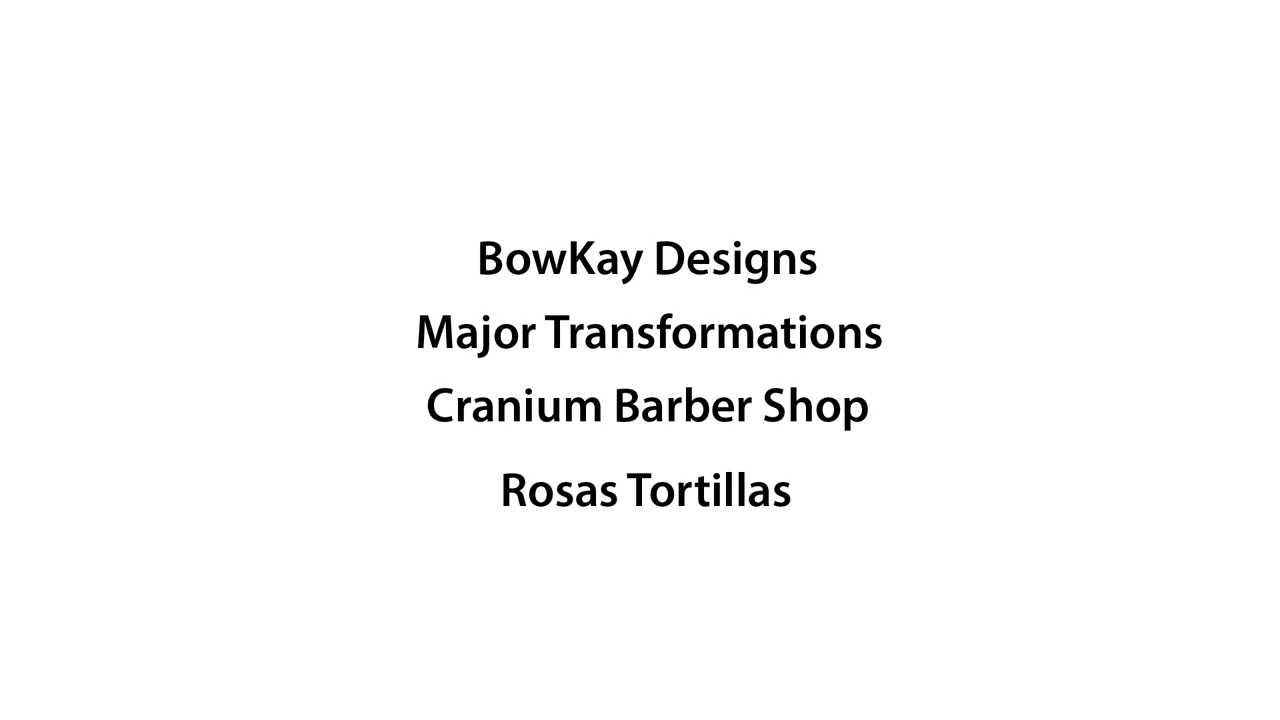 BowKay Designs
Major Transformations
Cranium Barber Shop
Rosas Tortillas